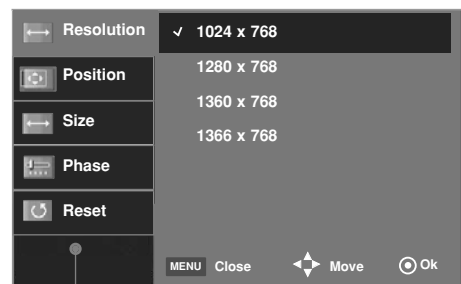 Resolution
Position
Size
Phase
Reset
✓ 1024 x 768
1280 x 768
1360 x 768
1366 x 768
MENU Close Move Ok